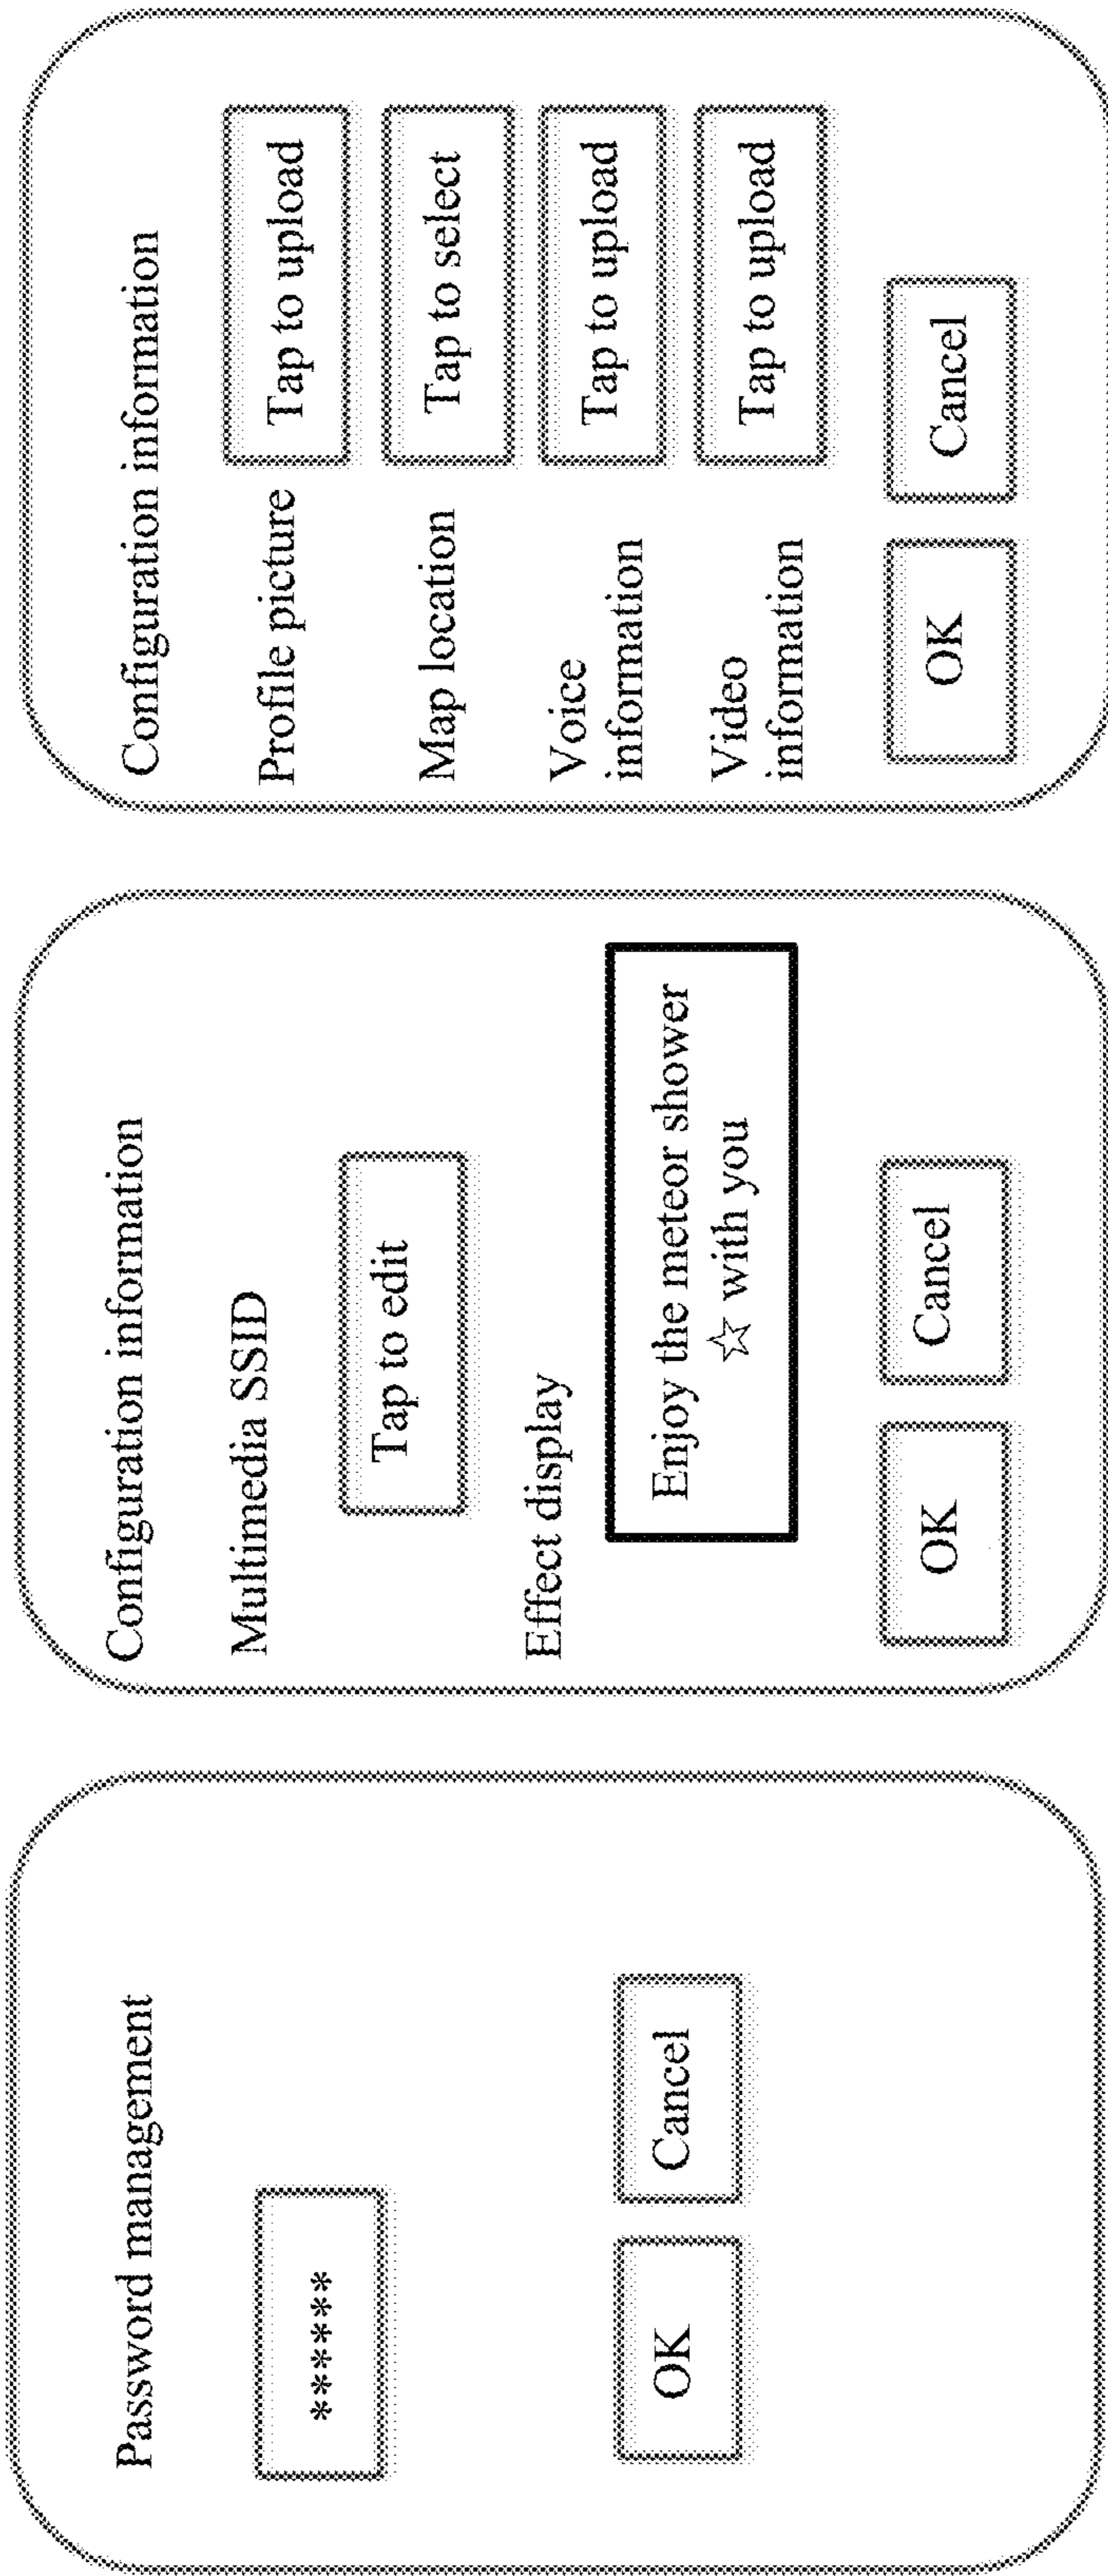 Password management
******
OK
Cancel
Configuration information
Multimedia SSID
Tap to edit
Effect display
Enjoy the meteor shower
☆ with you
OK
Cancel
Configuration information
Profile picture
Tap to upload
Map location
Tap to select
Voice
information
Tap to upload
Video
information
Tap to upload
OK
Cancel